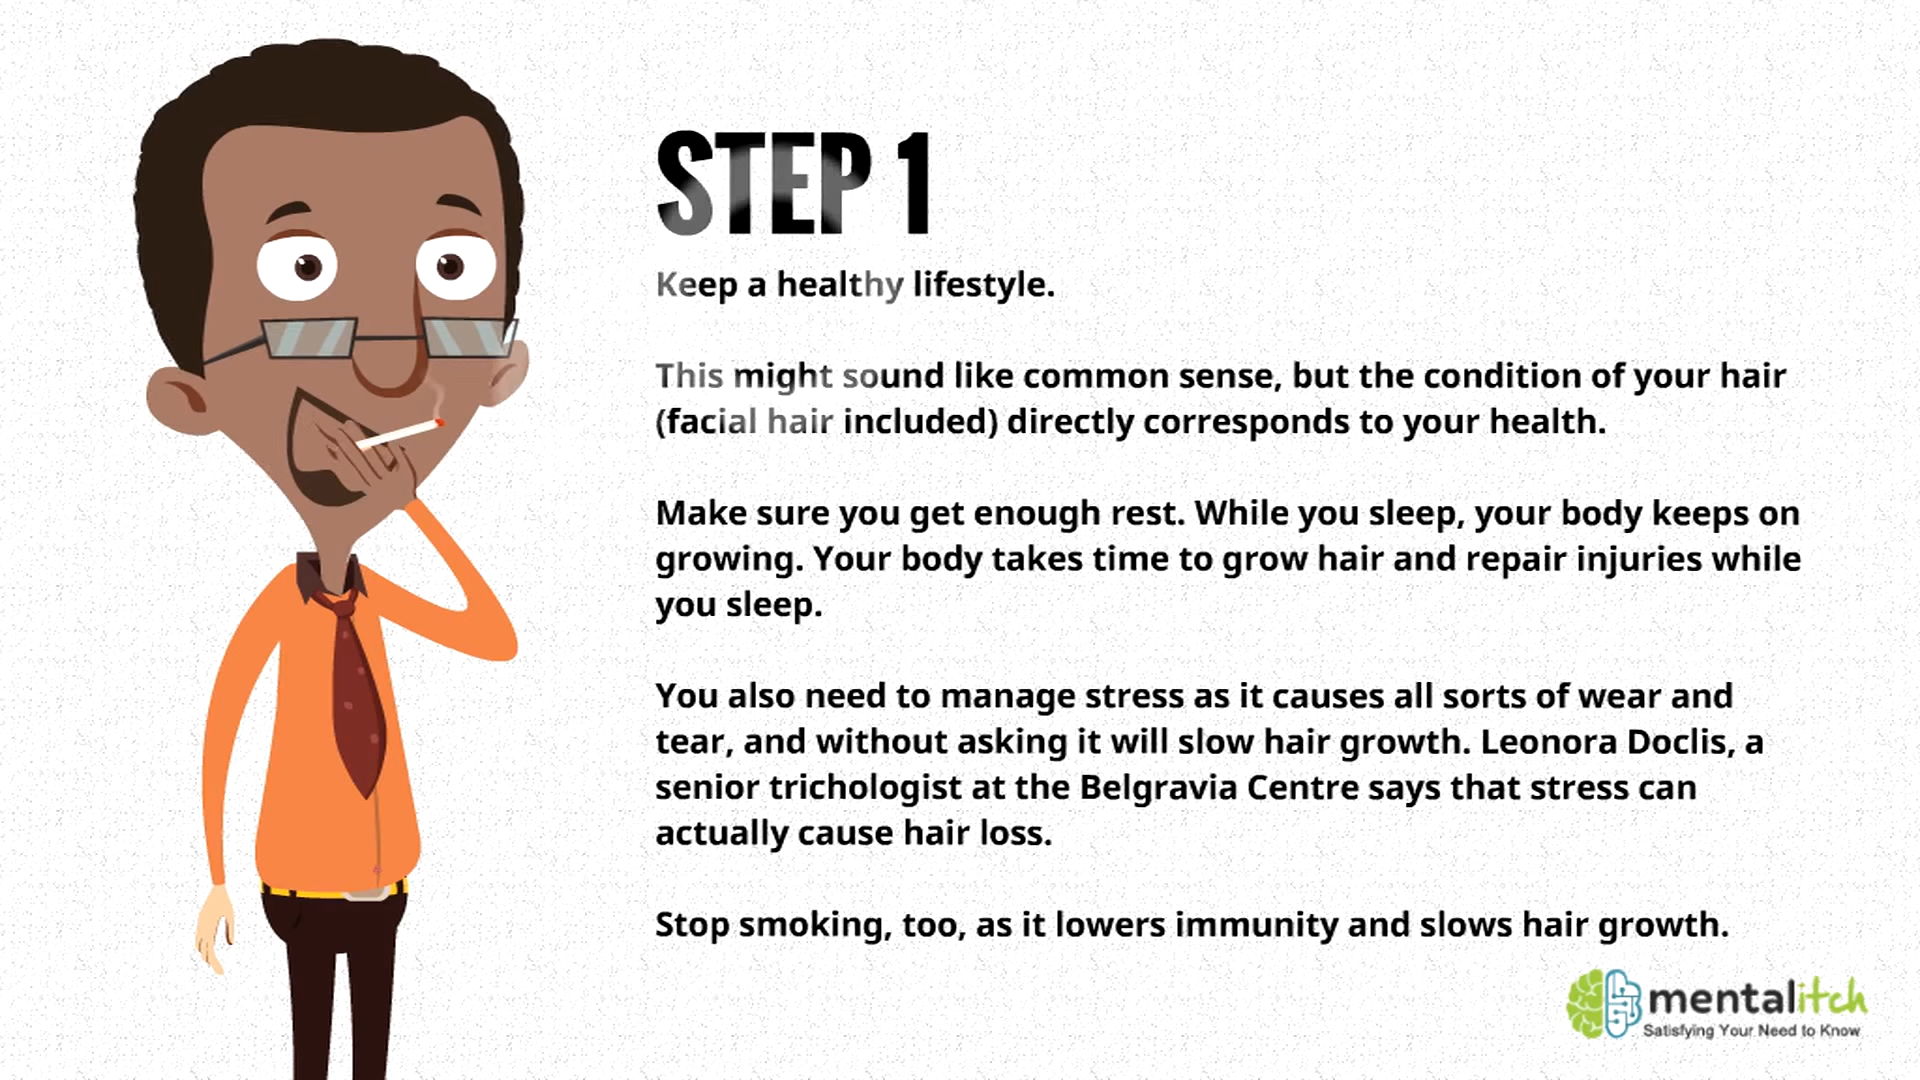 STEP 1
Keep a healthy lifestyle.
This might sound like common sense, but the condition of your hair
(facial hair included) directly corresponds to your health.
Make sure you get enough rest. While you sleep, your body keeps on
growing. Your body takes time to grow hair and repair injuries while
you sleep.
You also need to manage stress as it causes all sorts of wear and
tear, and without asking it will slow hair growth. Leonora Doclis, a
senior trichologist at the Belgravia Centre says that stress can
actually cause hair loss.
Stop smoking, too, as it lowers immunity and slows hair growth.
mentalitch
Satisfying Your Need to Know